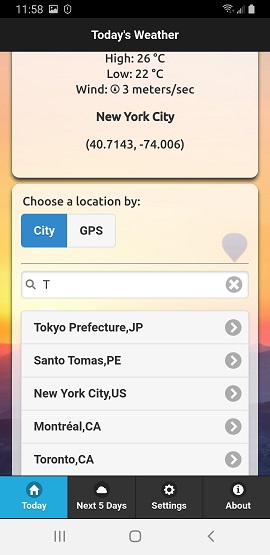 11:58
Today's Weather
High: 26 °C
Low: 22 °C
Wind: 3 meters/sec
New York City
(40.7143, -74.006)
Choose a location by:
City GPS
T
Tokyo Prefecture,JP
Santo Tomas,PE
New York City,US
Montréal,CA
Toronto,CA
Today Next 5 Days Settings About